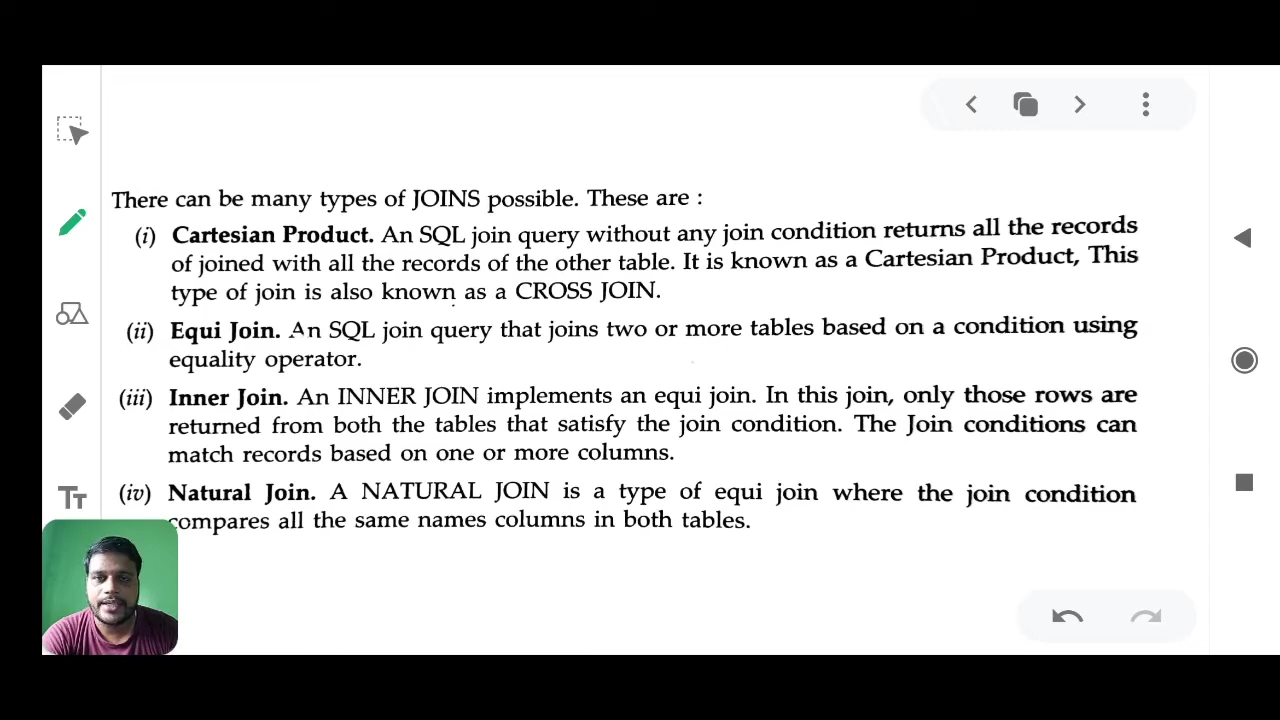 There can be many types of JOINS possible. These are :
(i) Cartesian Product. An SQL join query without any join condition returns all the records
of joined with all the records of the other table. It is known as a Cartesian Product, This
type of join is also known as a CROSS JOIN.
(ii) Equi Join. An SQL join query that joins two or more tables based on a condition using
equality operator.
(iii) Inner Join. An INNER JOIN implements an equi join. In this join, only those rows are
returned from both the tables that satisfy the join condition. The Join conditions can
match records based on one or more columns.
(iv) Natural Join. A NATURAL JOIN is a type of equi join where the join condition
compares all the same names columns in both tables.
TT